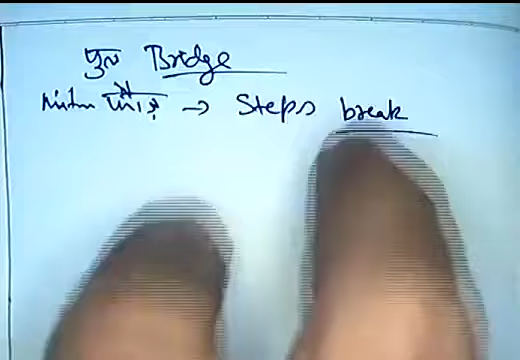 पुल Bridge
→ Steps break